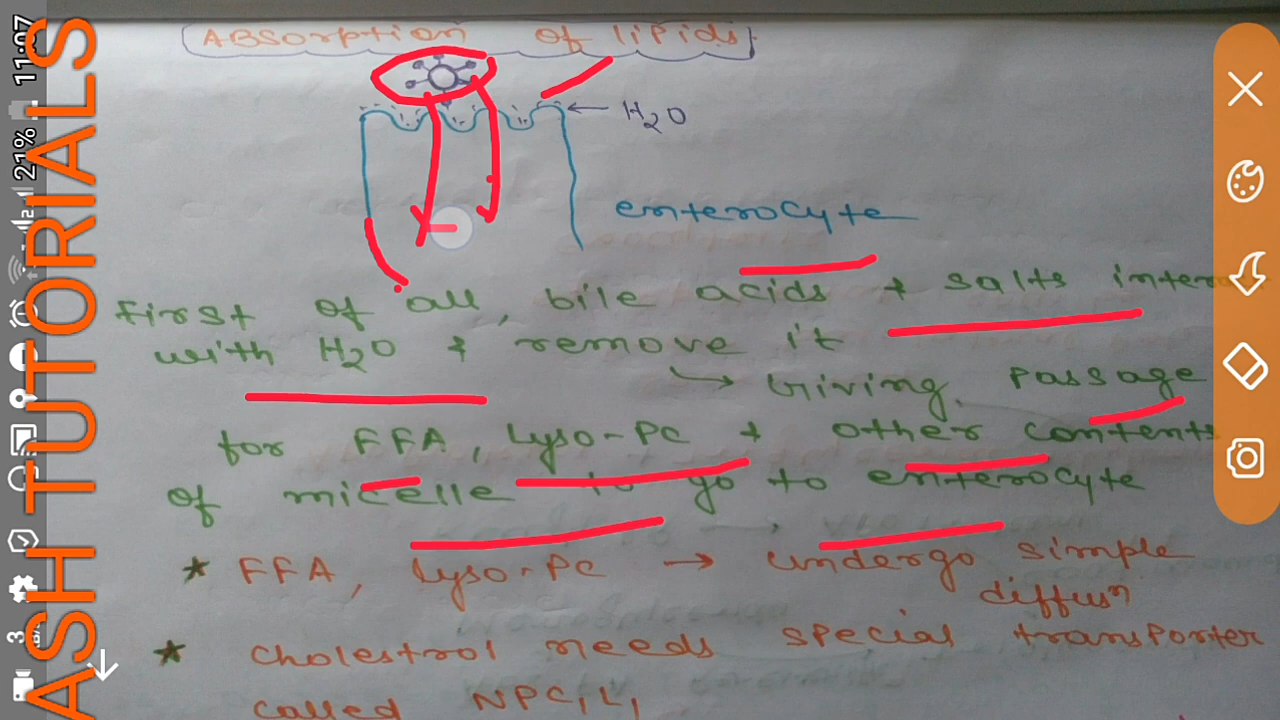 ABSorption of lipids
H2O
enterocyte
first of all, bile acids + salts intera
with H2O & remove it
→ Giving passage
for FFA, Lyso-PC + other contents
of micelle to go to enterocyte
* FFA, Lyso-PC → undergo simple
diffusn
* Cholestrol needs special transporter
called NPC1L1
ASH TUTORIALS
11:07
21%
3